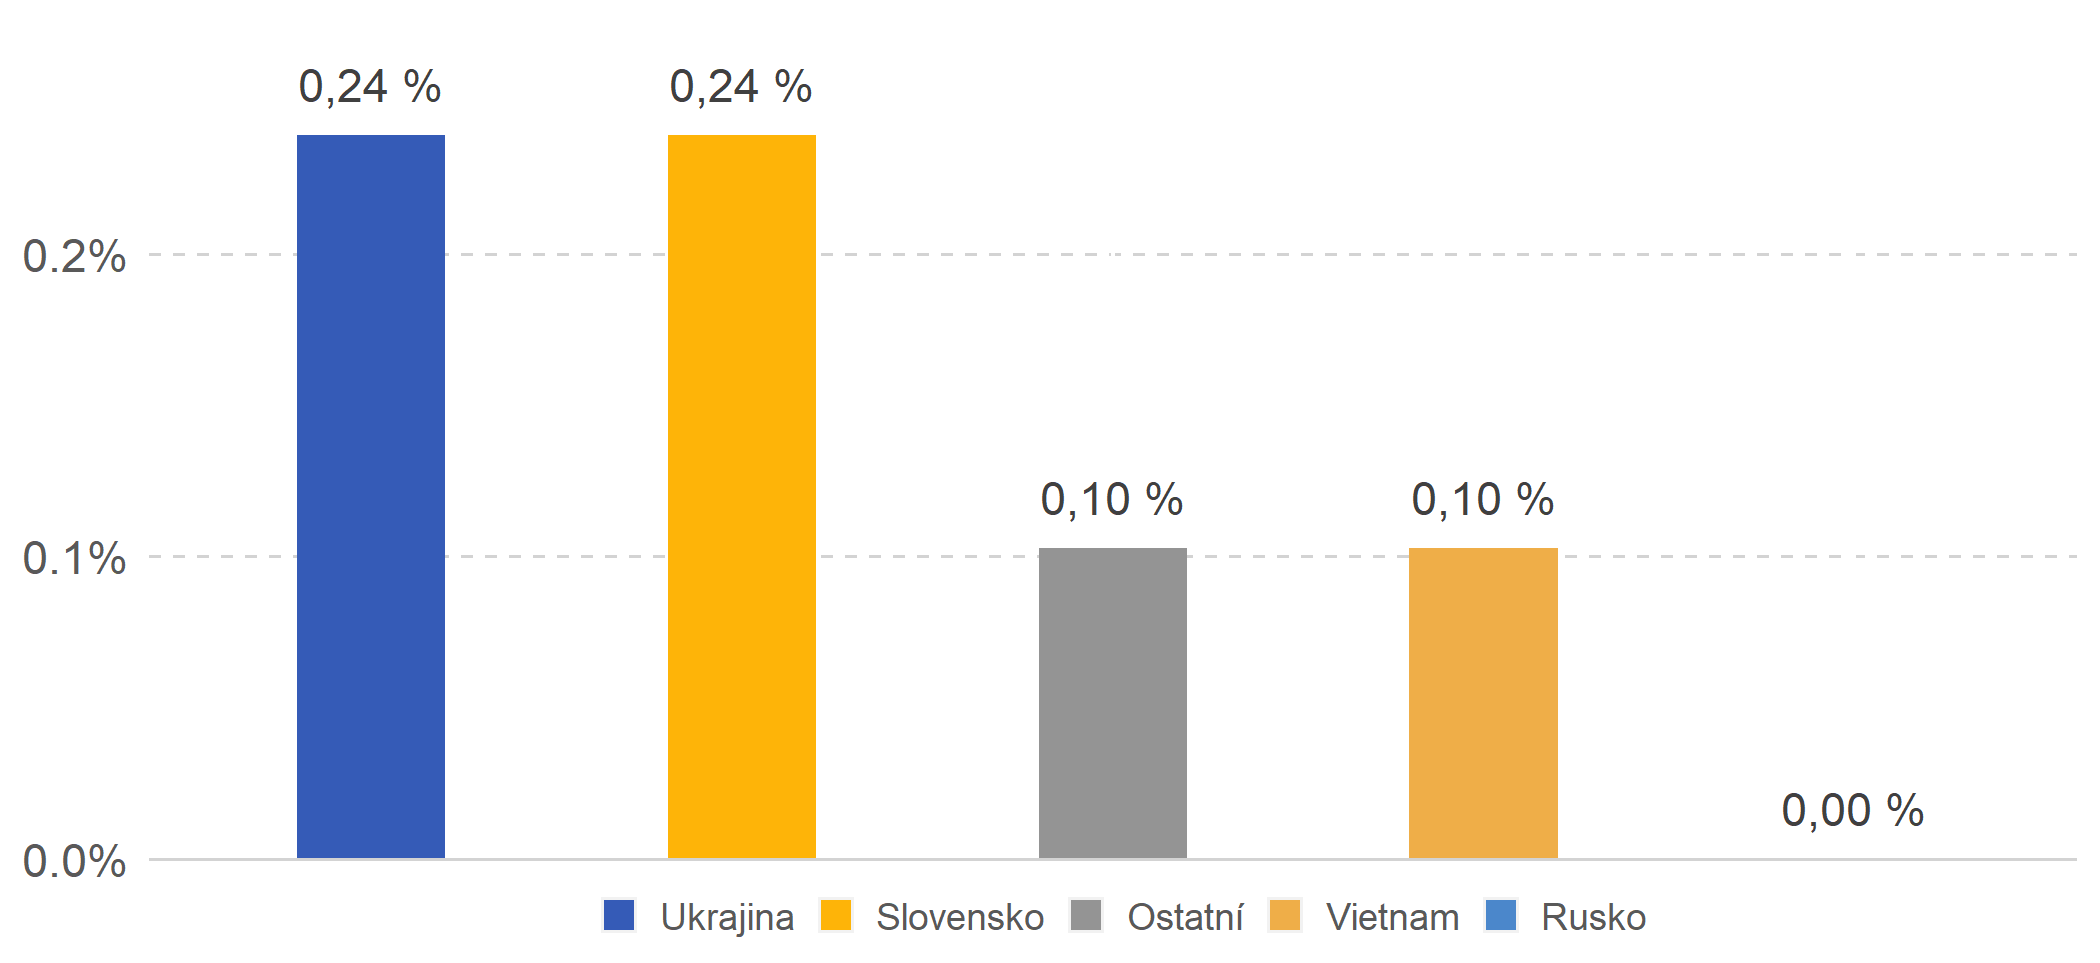 0,24 % 0,24 %
0.2%
0,10 % 0,10 %
0.1%
0,00 %
0.0%
Ukrajina Slovensko Ostatní Vietnam Rusko